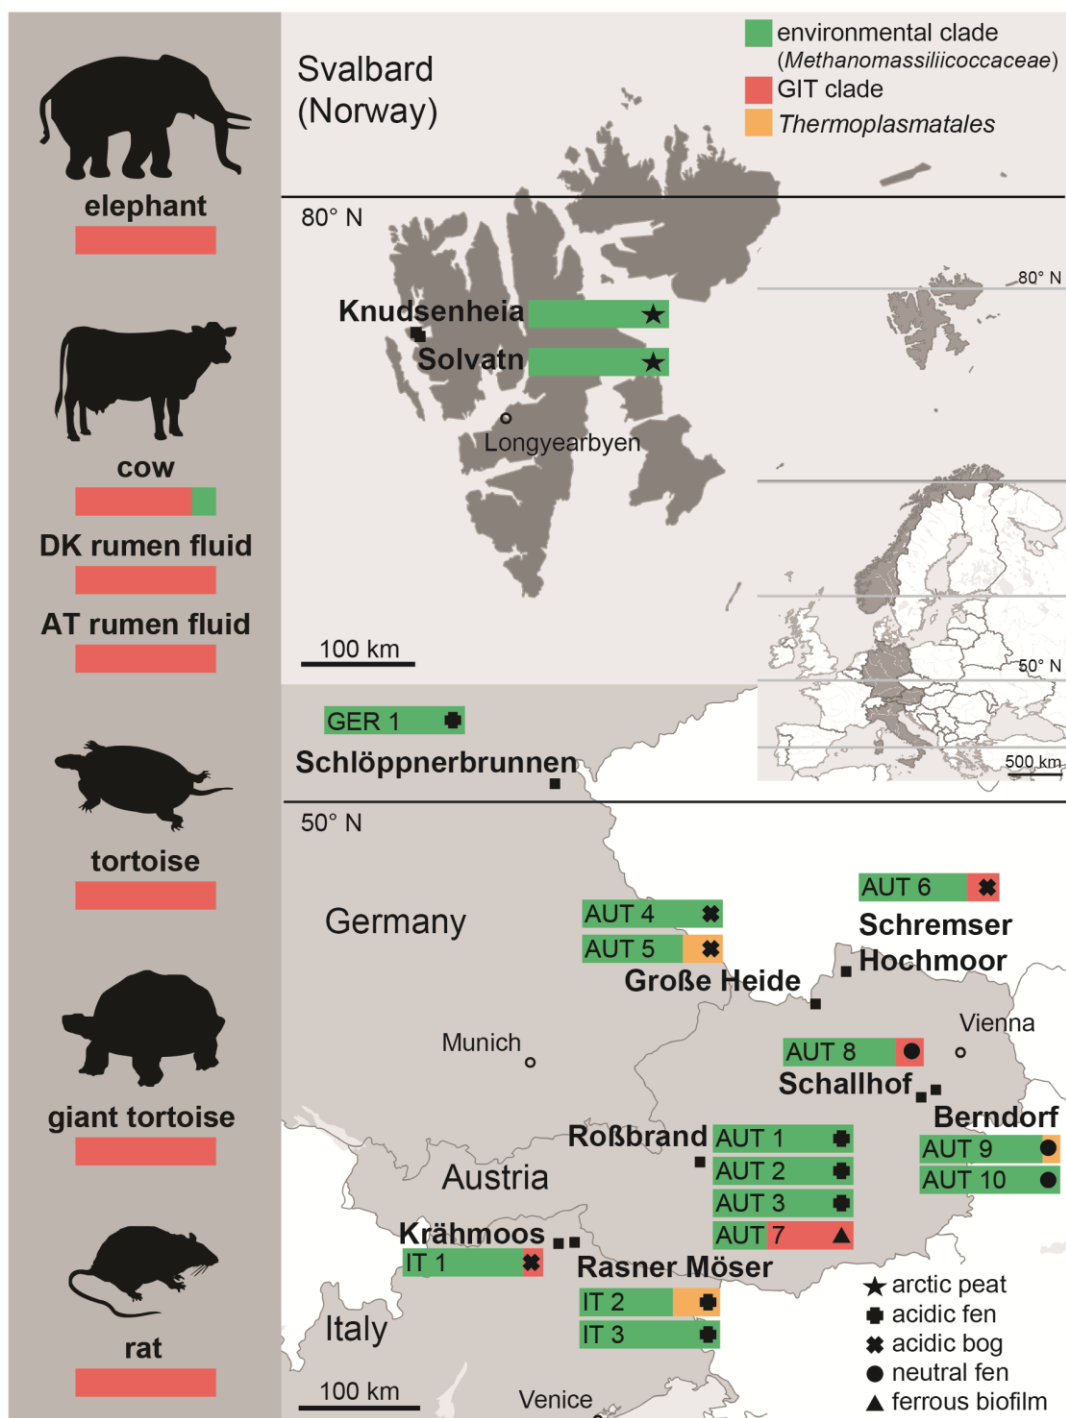 elephant
cow
DK rumen fluid
AT rumen fluid
tortoise
giant tortoise
rat
Svalbard
(Norway)
environmental clade
(Methanomassiliicoccaceae)
GIT clade
Thermoplasmatales
80° N
Knudsenheia
Solvatn
Longyearbyen
100 km
80° N
50° N
500 km
GER 1
Schlöppnerbrunnen
50° N
Germany
AUT 4
AUT 5
Große Heide
AUT 6
Schremser
Hochmoor
Munich
Vienna
AUT 8
Schallhof
Berndorf
AUT 9
AUT 10
Roßbrand
AUT 1
AUT 2
AUT 3
AUT 7
Austria
Krähmoos
IT 1
Rasner Möser
IT 2
IT 3
Italy
100 km
Venice
arctic peat
acidic fen
acidic bog
neutral fen
ferrous biofilm